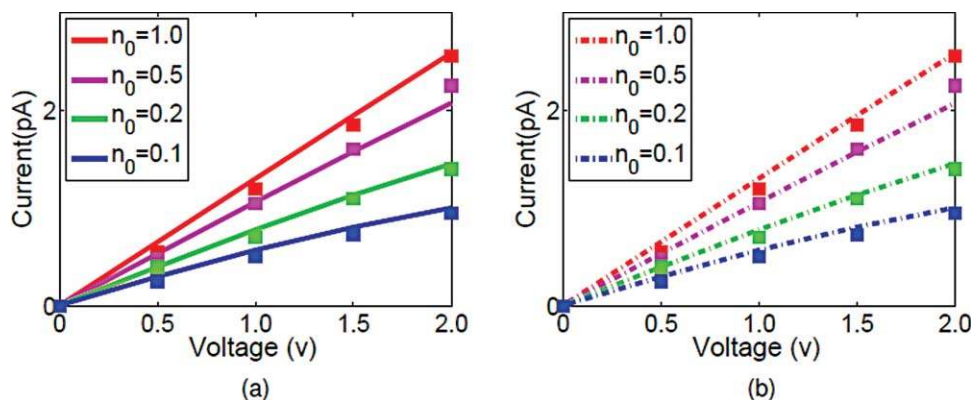 n0=1.0
n0=0.5
n0=0.2
n0=0.1
Current(pA)
2
0
0 0.5 1.0 1.5 2.0
Voltage (v)
(a)
n0=1.0
n0=0.5
n0=0.2
n0=0.1
Current(pA)
2
0
0 0.5 1.0 1.5 2.0
Voltage (v)
(b)